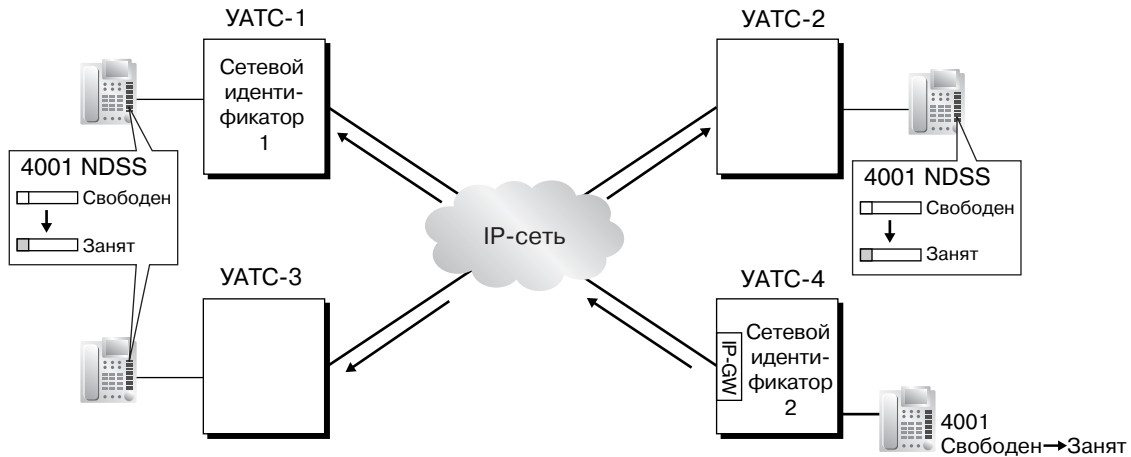 УАТС-1
УАТС-2
Сетевой
иденти-
фикатор
1
4001 NDSS
Свободен
Занят
4001 NDSS
Свободен
Занят
IP-сеть
УАТС-3
УАТС-4
IP-GW
Сетевой
иденти-
фикатор
2
4001
Свободен→Занят